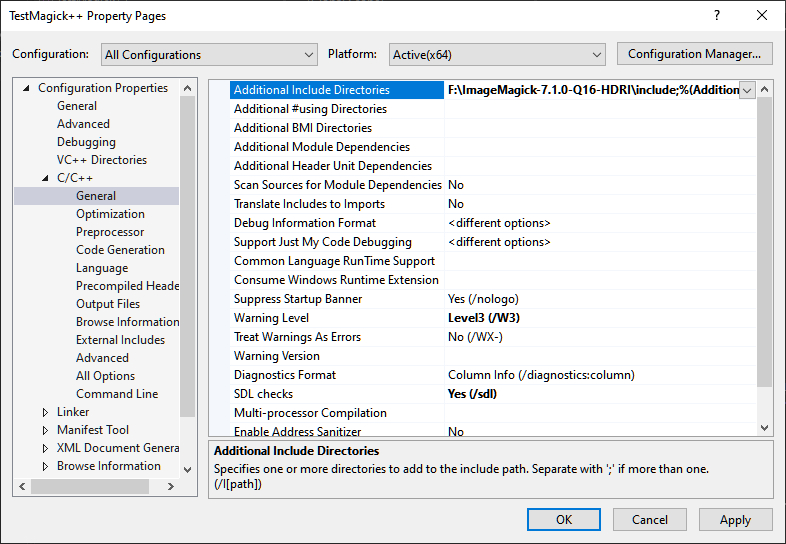 TestMagick++ Property Pages
?
Configuration: All Configurations Platform: Active(x64) Configuration Manager...
Configuration Properties
General
Advanced
Debugging
VC++ Directories
C/C++
General
Optimization
Preprocessor
Code Generation
Language
Precompiled Heade
Output Files
Browse Information
External Includes
Advanced
All Options
Command Line
Linker
Manifest Tool
XML Document Genera
Browse Information
Additional Include Directories F:\ImageMagick-7.1.0-Q16-HDRI\include;%(Addition
Additional #using Directories
Additional BMI Directories
Additional Module Dependencies
Additional Header Unit Dependencies
Scan Sources for Module Dependencies No
Translate Includes to Imports No
Debug Information Format <different options>
Support Just My Code Debugging <different options>
Common Language RunTime Support
Consume Windows Runtime Extension
Suppress Startup Banner Yes (/nologo)
Warning Level Level3 (/W3)
Treat Warnings As Errors No (/WX-)
Warning Version
Diagnostics Format Column Info (/diagnostics:column)
SDL checks Yes (/sdl)
Multi-processor Compilation
Enable Address Sanitizer No
Additional Include Directories
Specifies one or more directories to add to the include path. Separate with ';' if more than one.
(/I[path])
OK Cancel Apply